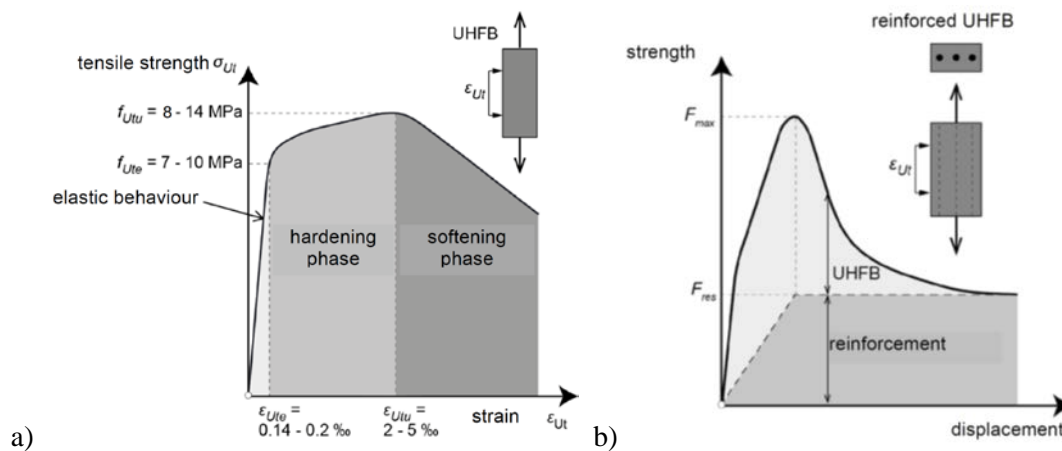 UHFB
tensile strength σUt
εUt
fUtu = 8 - 14 MPa
fUte = 7 - 10 MPa
elastic behaviour
hardening
phase
softening
phase
εUte =
0.14 - 0.2 ‰
εUtu =
2 - 5 ‰
strain
εUt
a)
reinforced UHFB
strength
Fmax
εUt
UHFB
Fres
reinforcement
displacement
b)